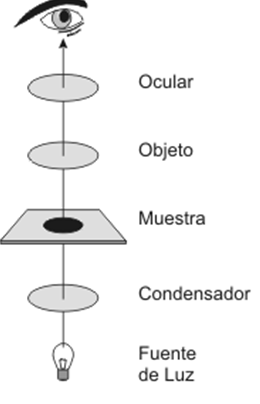 Ocular
Objeto
Muestra
Condensador
Fuente
de Luz